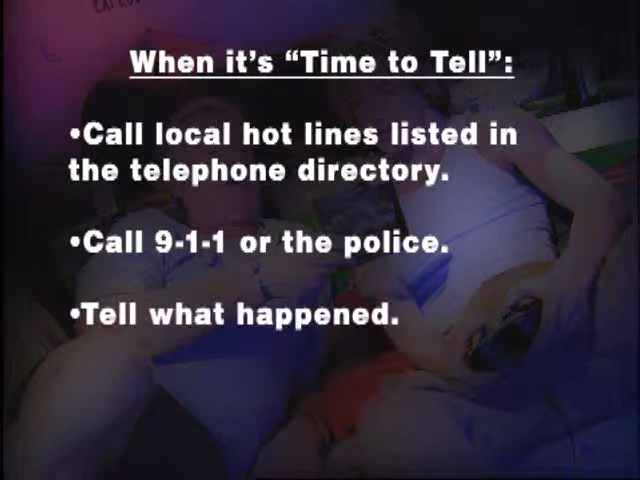 When it's “Time to Tell”:
•Call local hot lines listed in
the telephone directory.
•Call 9-1-1 or the police.
•Tell what happened.